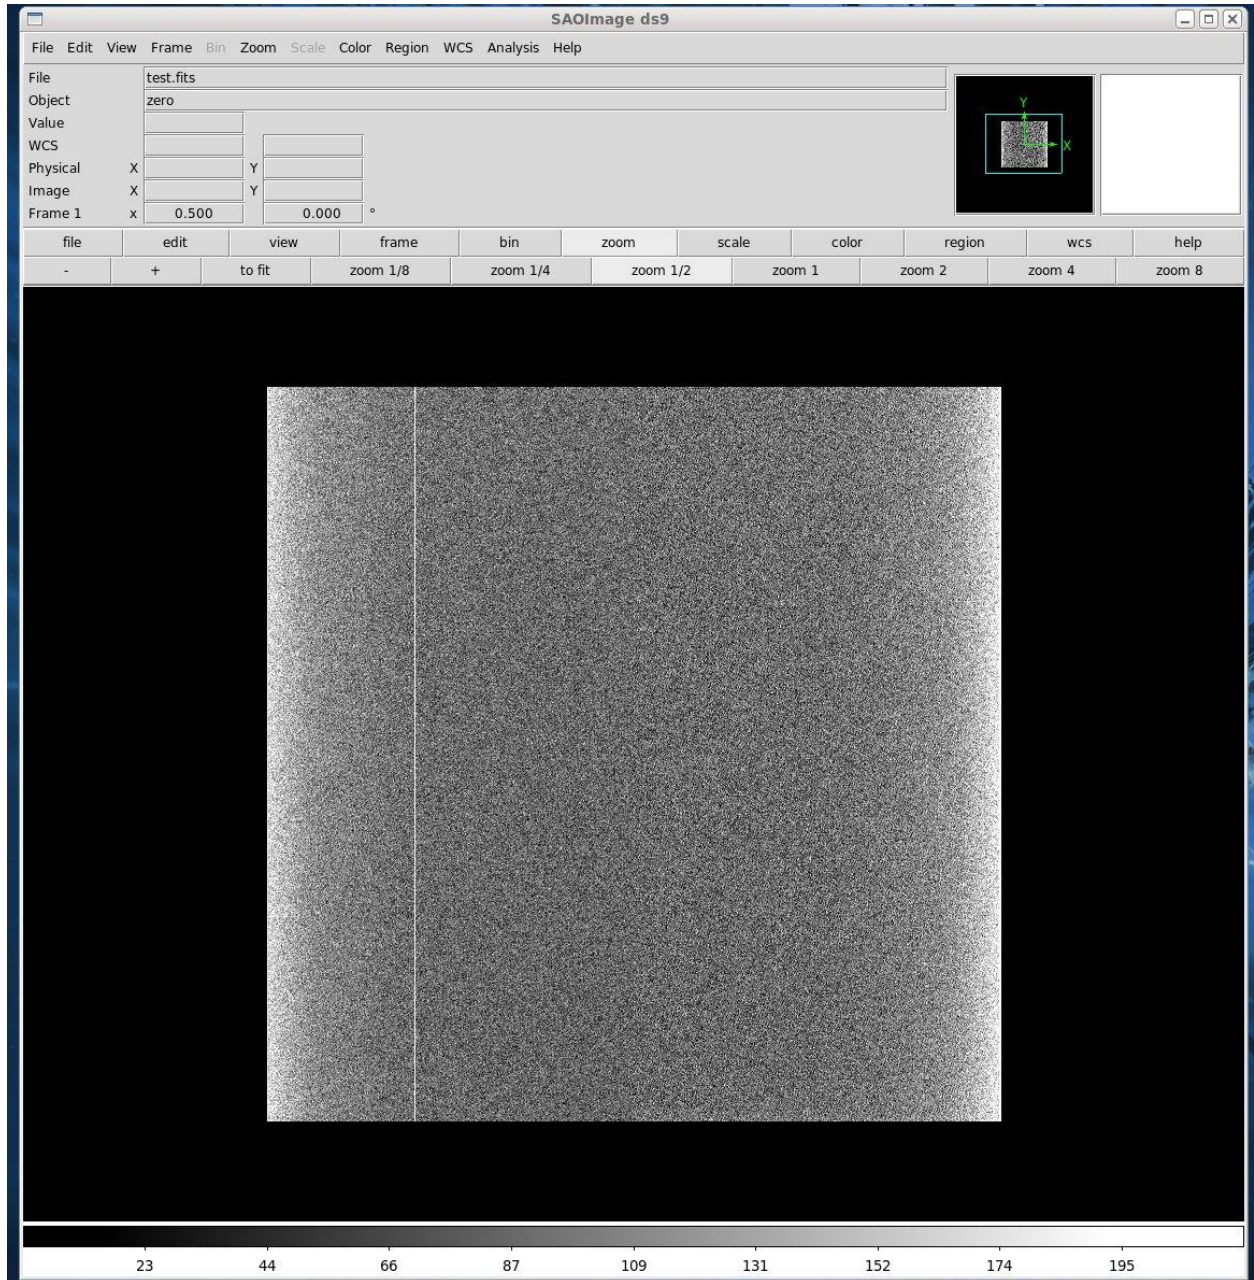 SAOImage ds9
File Edit View Frame Bin Zoom Scale Color Region WCS Analysis Help
File test.fits
Object zero
Value
WCS
Physical X Y
Image X Y
Frame 1 x 0.500 0.000 °
Y
X
file edit view frame bin zoom scale color region wcs help
- + to fit zoom 1/8 zoom 1/4 zoom 1/2 zoom 1 zoom 2 zoom 4 zoom 8
23 44 66 87 109 131 152 174 195